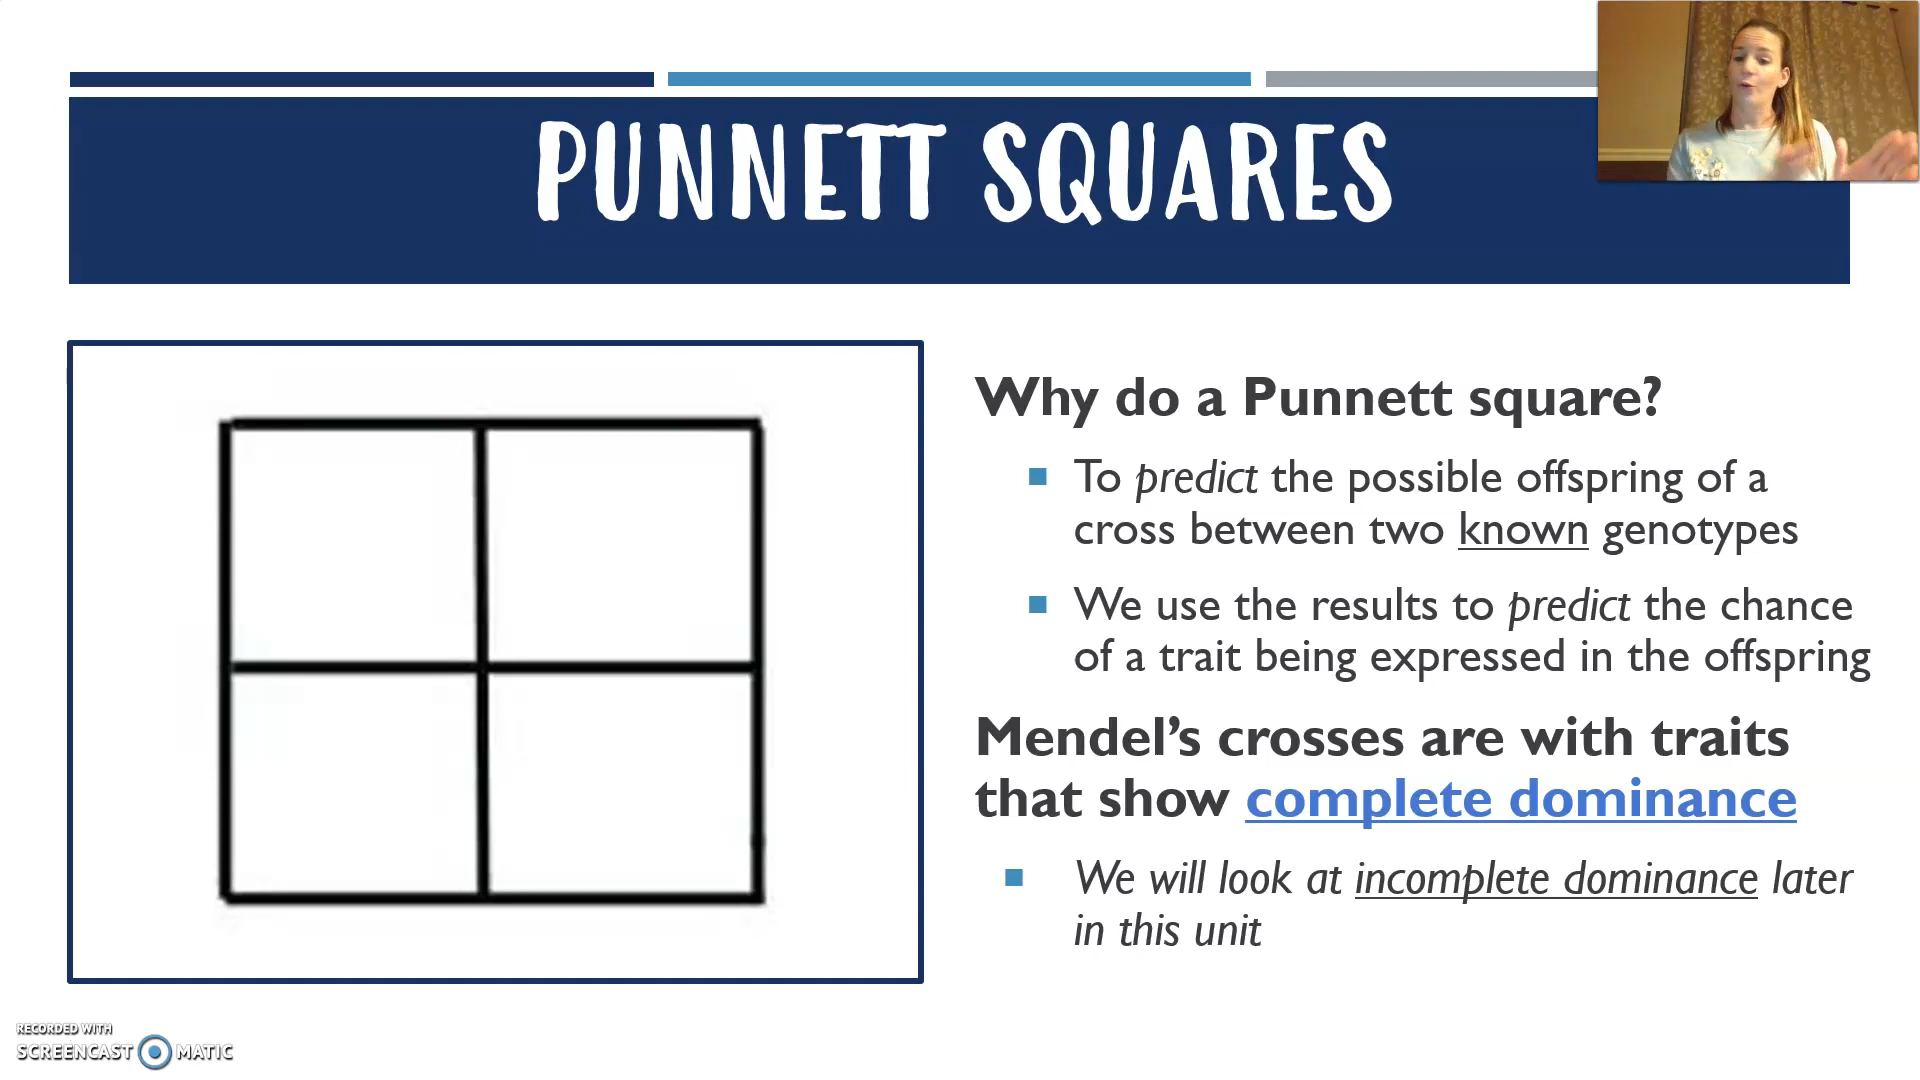 PUNNETT SQUARES
Why do a Punnett square?
To predict the possible offspring of a
cross between two known genotypes
We use the results to predict the chance
of a trait being expressed in the offspring
Mendel's crosses are with traits
that show complete dominance
We will look at incomplete dominance later
in this unit
RECORDED WITH
SCREENCAST MATIC